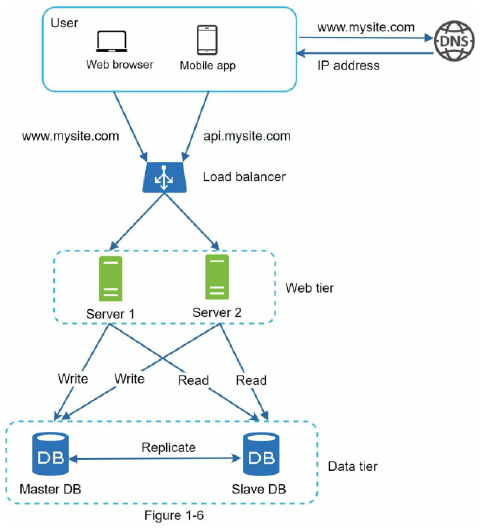 User
www.mysite.com
DNS
Web browser
Mobile app
IP address
www.mysite.com
api.mysite.com
Load balancer
Web tier
Server 1
Server 2
Write
Write
Read
Read
Replicate
DB
DB
Data tier
Master DB
Slave DB
Figure 1-6